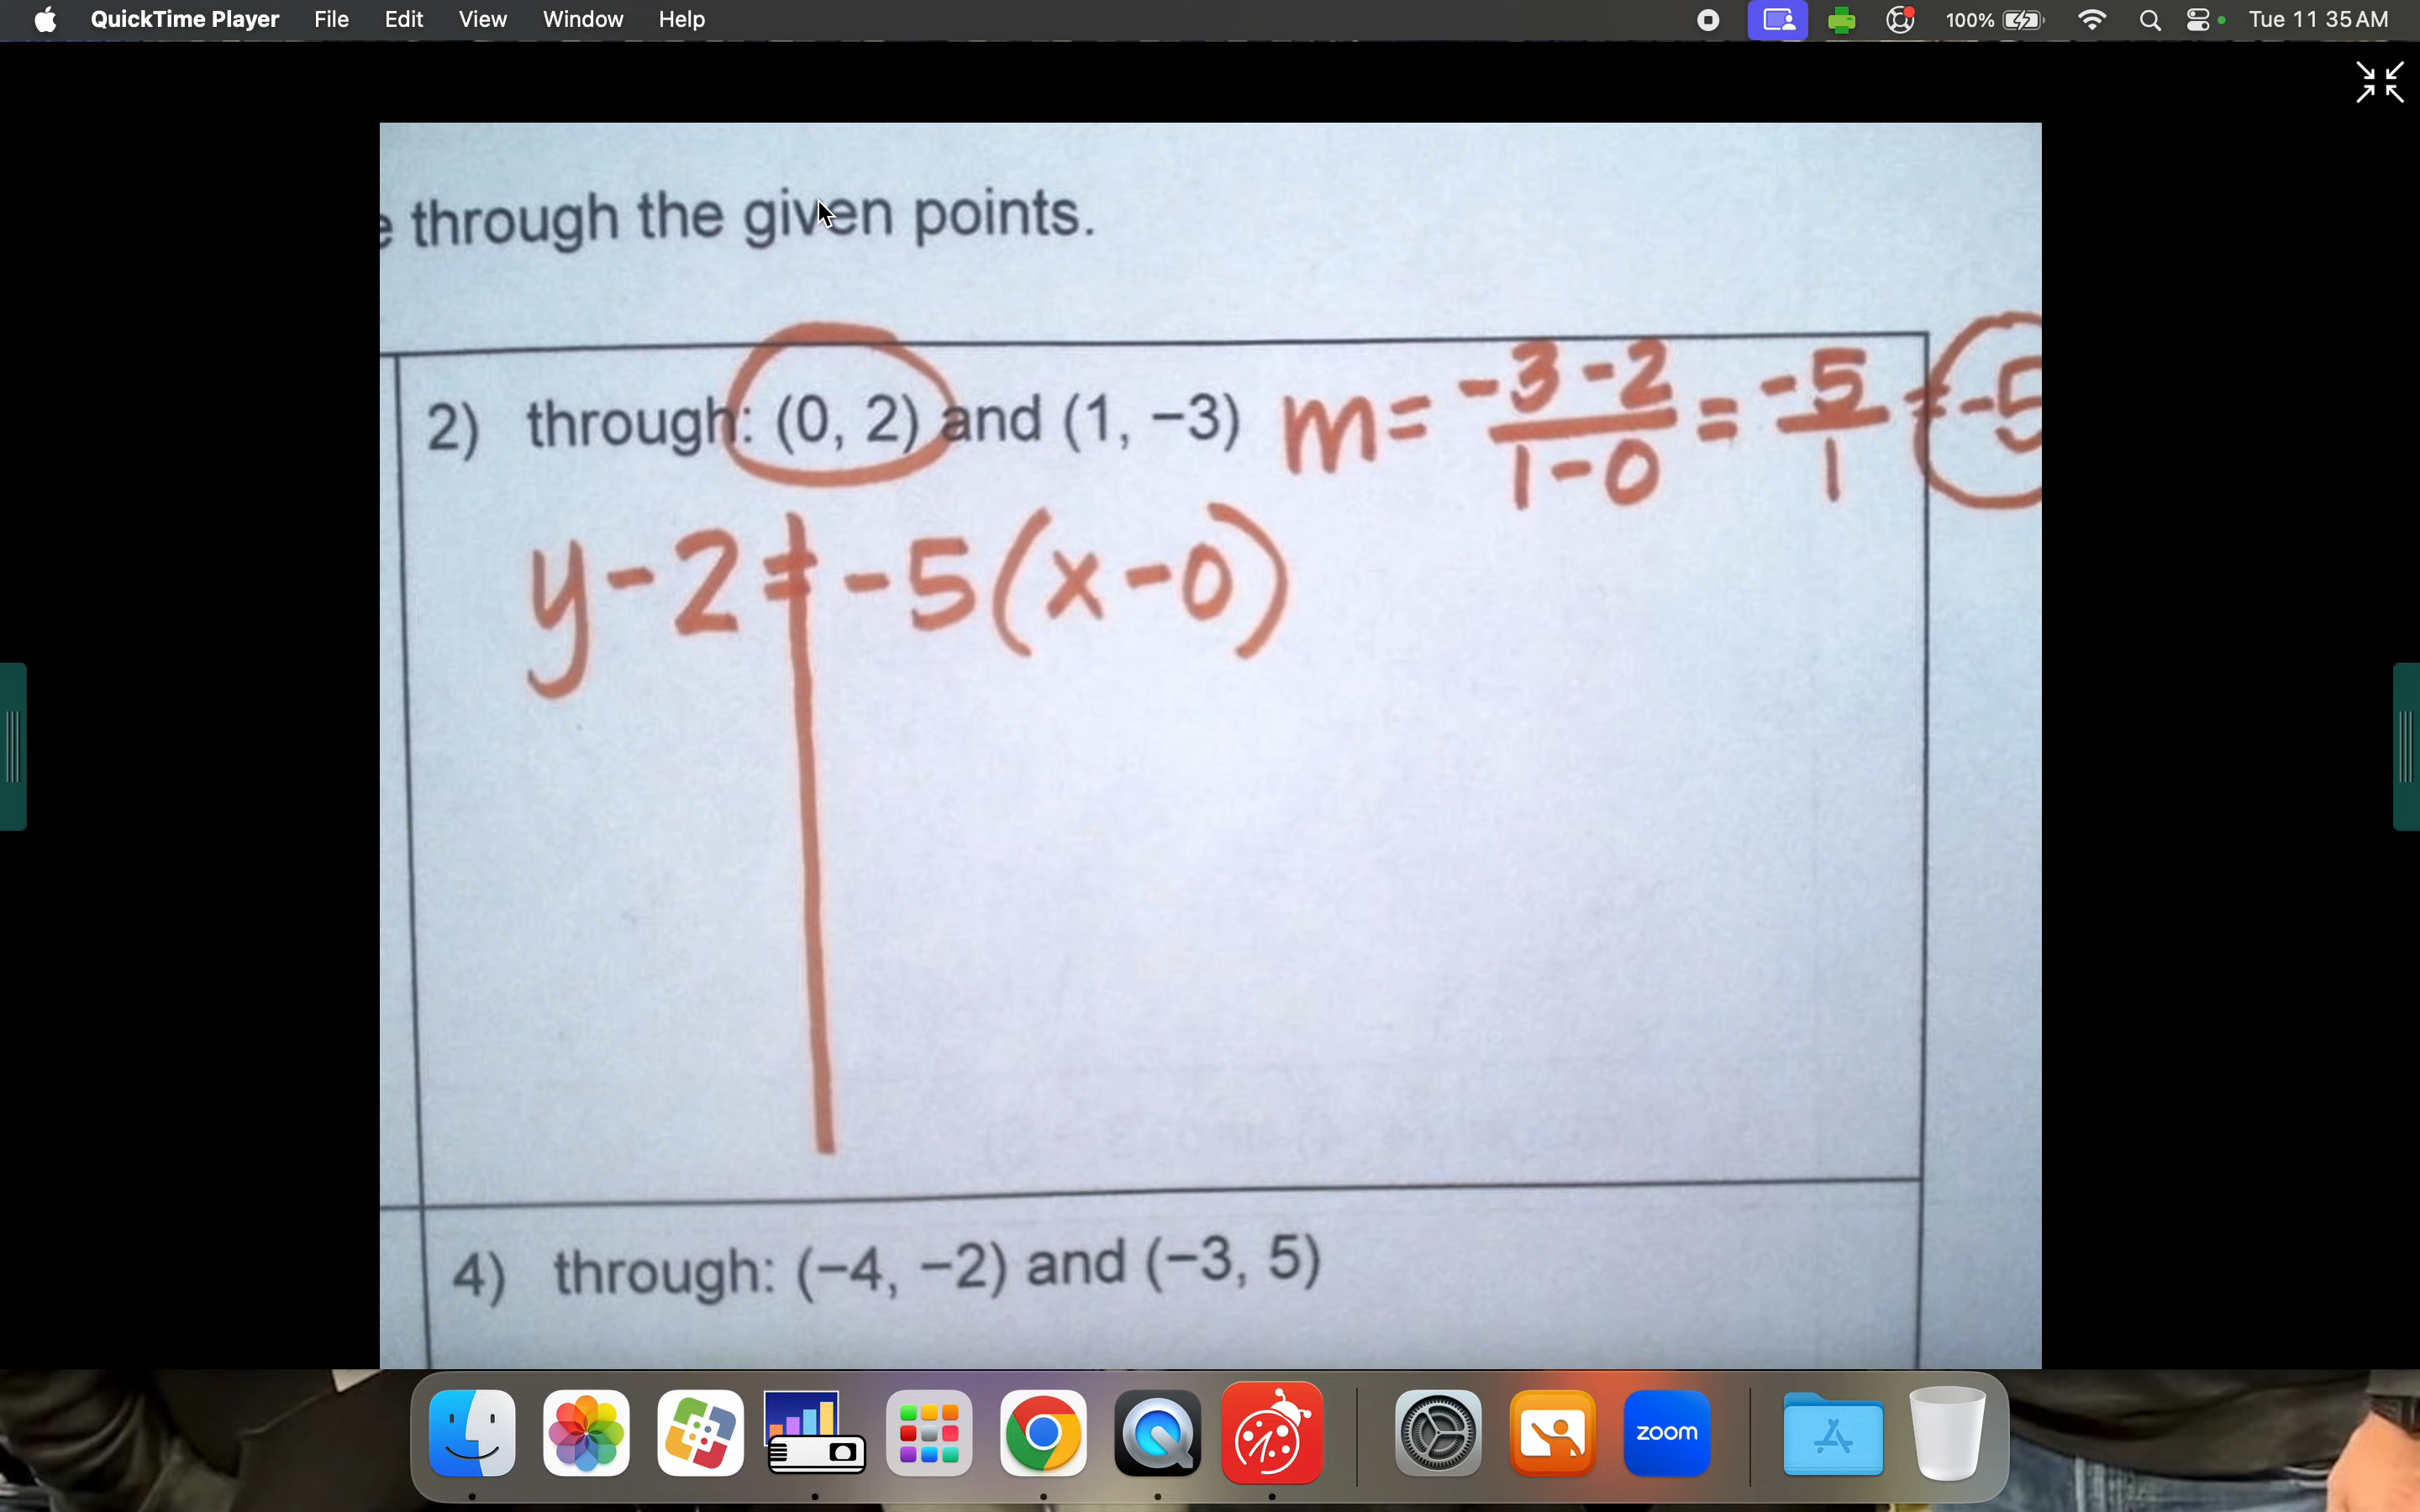 QuickTime Player File Edit View Window Help 100% Tue 11 35 AM
through the given points.
2) through: (0, 2) and (1, −3) m = -3-2/1-0 = -5/1 = -5
y-2 = -5(x-0)
4) through: (−4, −2) and (−3, 5)
zoom